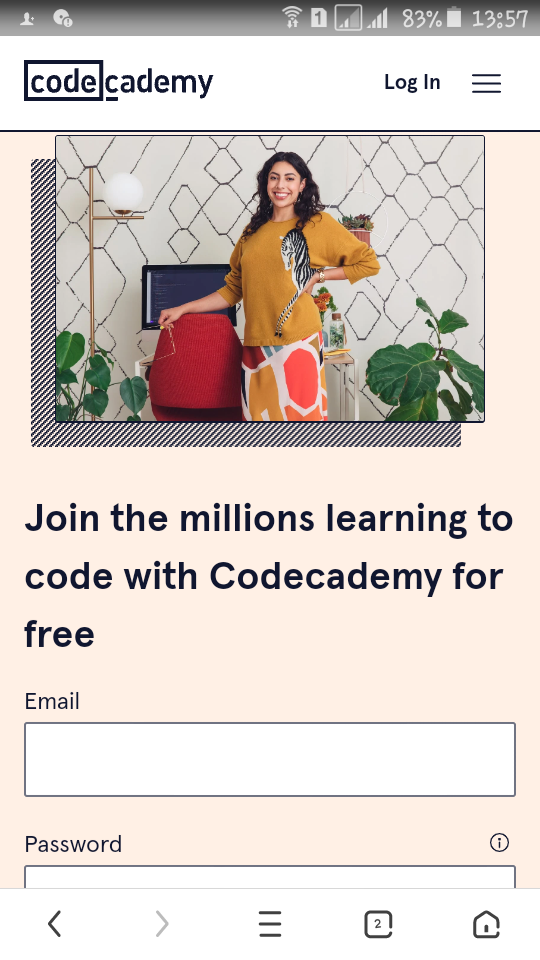 1 83% 13:57
codecademy
Log In
Join the millions learning to
code with Codecademy for
free
Email
Password
2